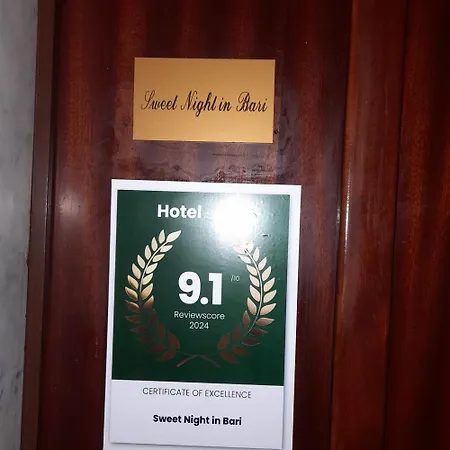 Sweet Night in Bari
Hotel
9.1 /10
Reviewscore
2024
CERTIFICATE OF EXCELLENCE
Sweet Night in Bari